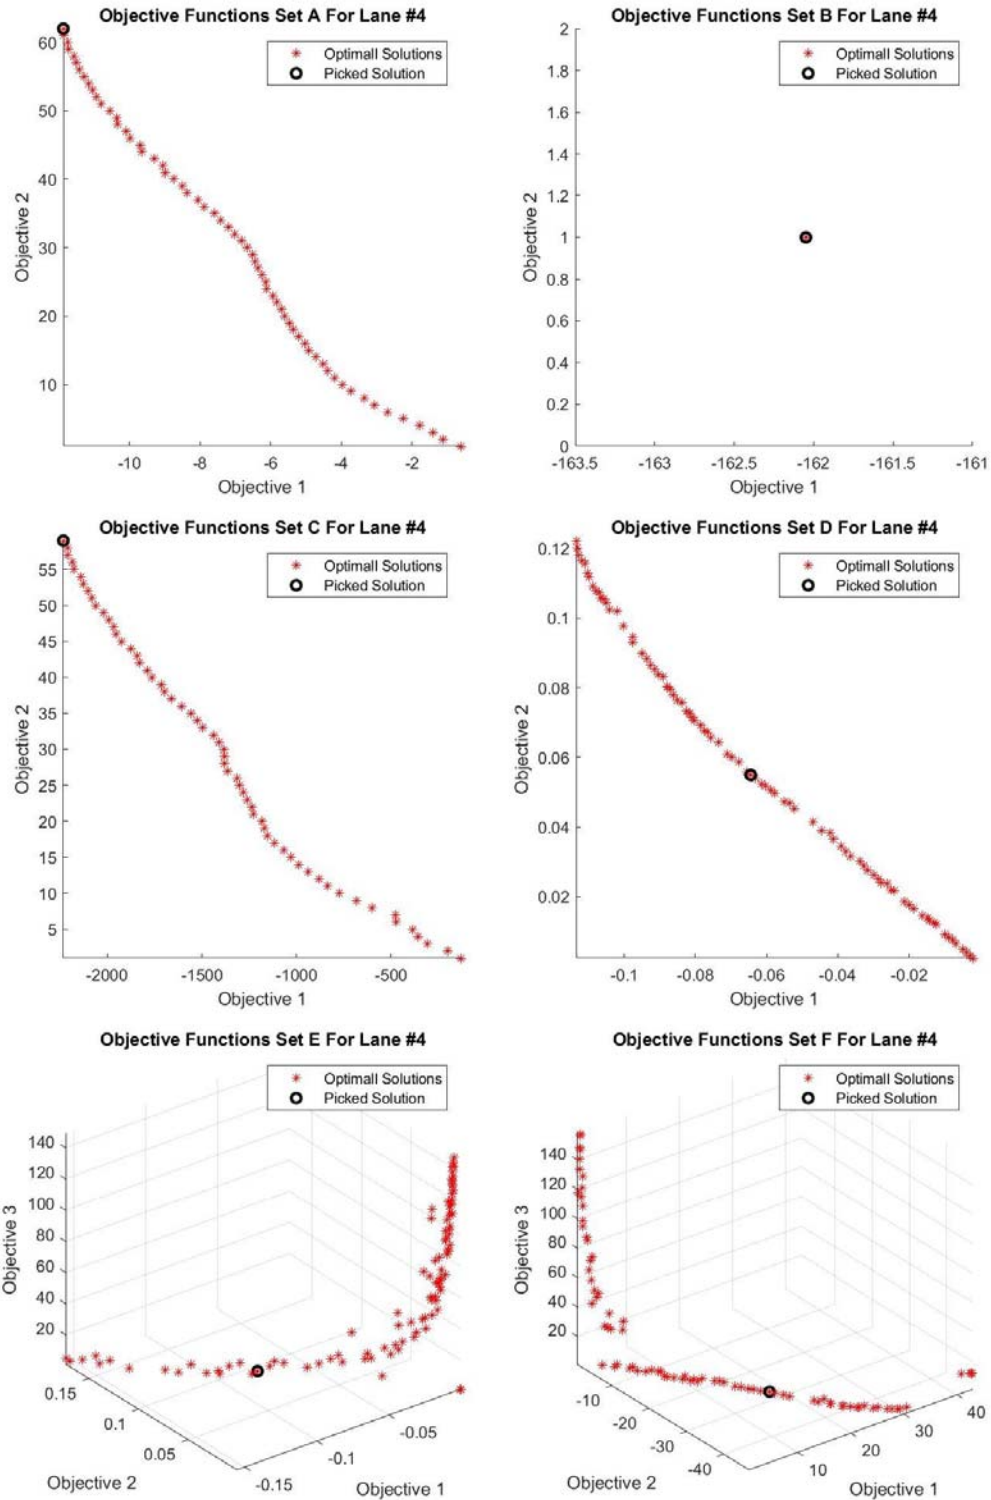 Objective Functions Set A For Lane #4
Optimall Solutions
Picked Solution
60
50
40
30
20
10
Objective 2
-10 -8 -6 -4 -2
Objective 1
Objective Functions Set B For Lane #4
Optimall Solutions
Picked Solution
2
1.8
1.6
1.4
1.2
1
0.8
0.6
0.4
0.2
0
Objective 2
-163.5 -163 -162.5 -162 -161.5 -161
Objective 1
Objective Functions Set C For Lane #4
Optimall Solutions
Picked Solution
55
50
45
40
35
30
25
20
15
10
5
Objective 2
-2000 -1500 -1000 -500
Objective 1
Objective Functions Set D For Lane #4
Optimall Solutions
Picked Solution
0.12
0.1
0.08
0.06
0.04
0.02
Objective 2
-0.1 -0.08 -0.06 -0.04 -0.02
Objective 1
Objective Functions Set E For Lane #4
Optimall Solutions
Picked Solution
140
120
100
80
60
40
20
Objective 3
0.15
0.1
0.05
Objective 2
-0.15
-0.1
-0.05
Objective 1
Objective Functions Set F For Lane #4
Optimall Solutions
Picked Solution
140
120
100
80
60
40
20
Objective 3
-10
-20
-30
-40
Objective 2
10
20
30
40
Objective 1